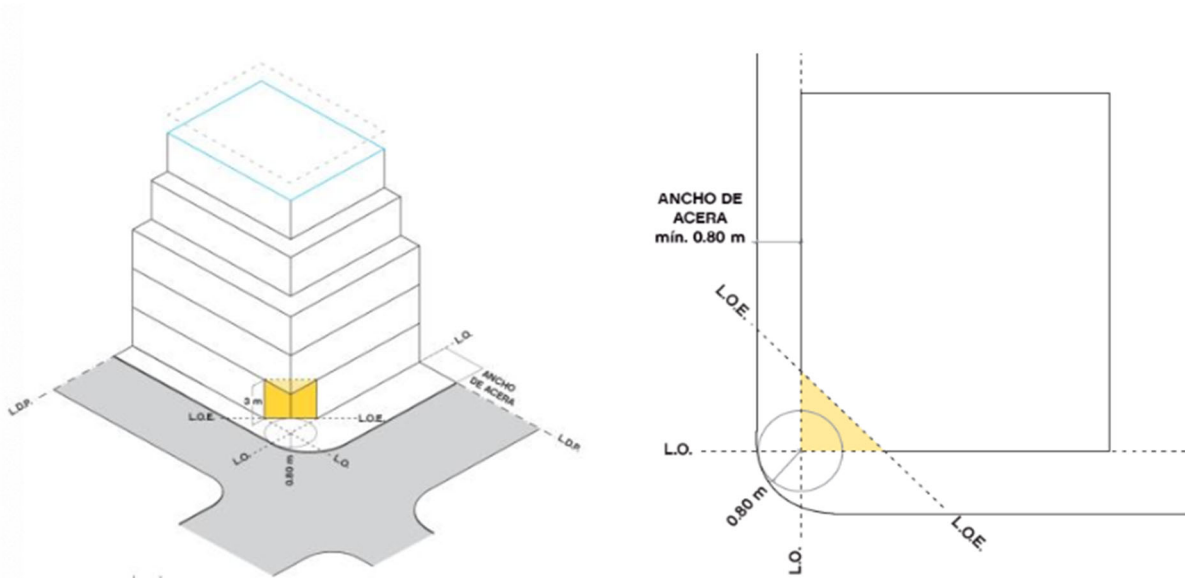 L.O.
ANCHO
DE ACERA
3 m
L.D.P.
L.O.E.
L.O.E.
L.D.P.
L.O.
L.O.
0.80 m
ANCHO DE
ACERA
mín. 0.80 m
L.O.E.
L.O.
0.80 m
L.O.E.
L.O.